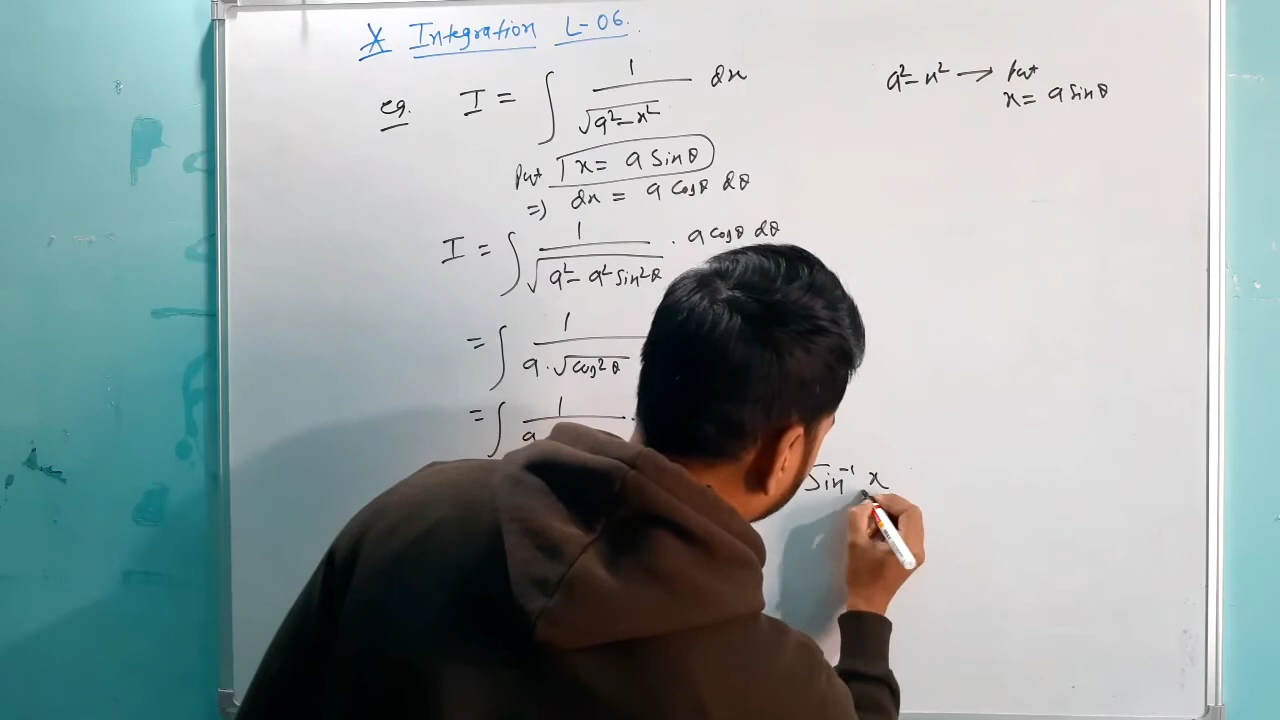 * Integration L-06.
eg. I = ∫ 1/√(a²-x²) dx
Put x = a Sinθ
=> dx = a Cosθ dθ
I = ∫ 1/√(a²- a² Sin²θ) . a Cosθ dθ
= ∫ 1/(a.√(Cos²θ))
= ∫ 1/a
Sin⁻¹ x
a²-x² → Put
x = a Sinθ